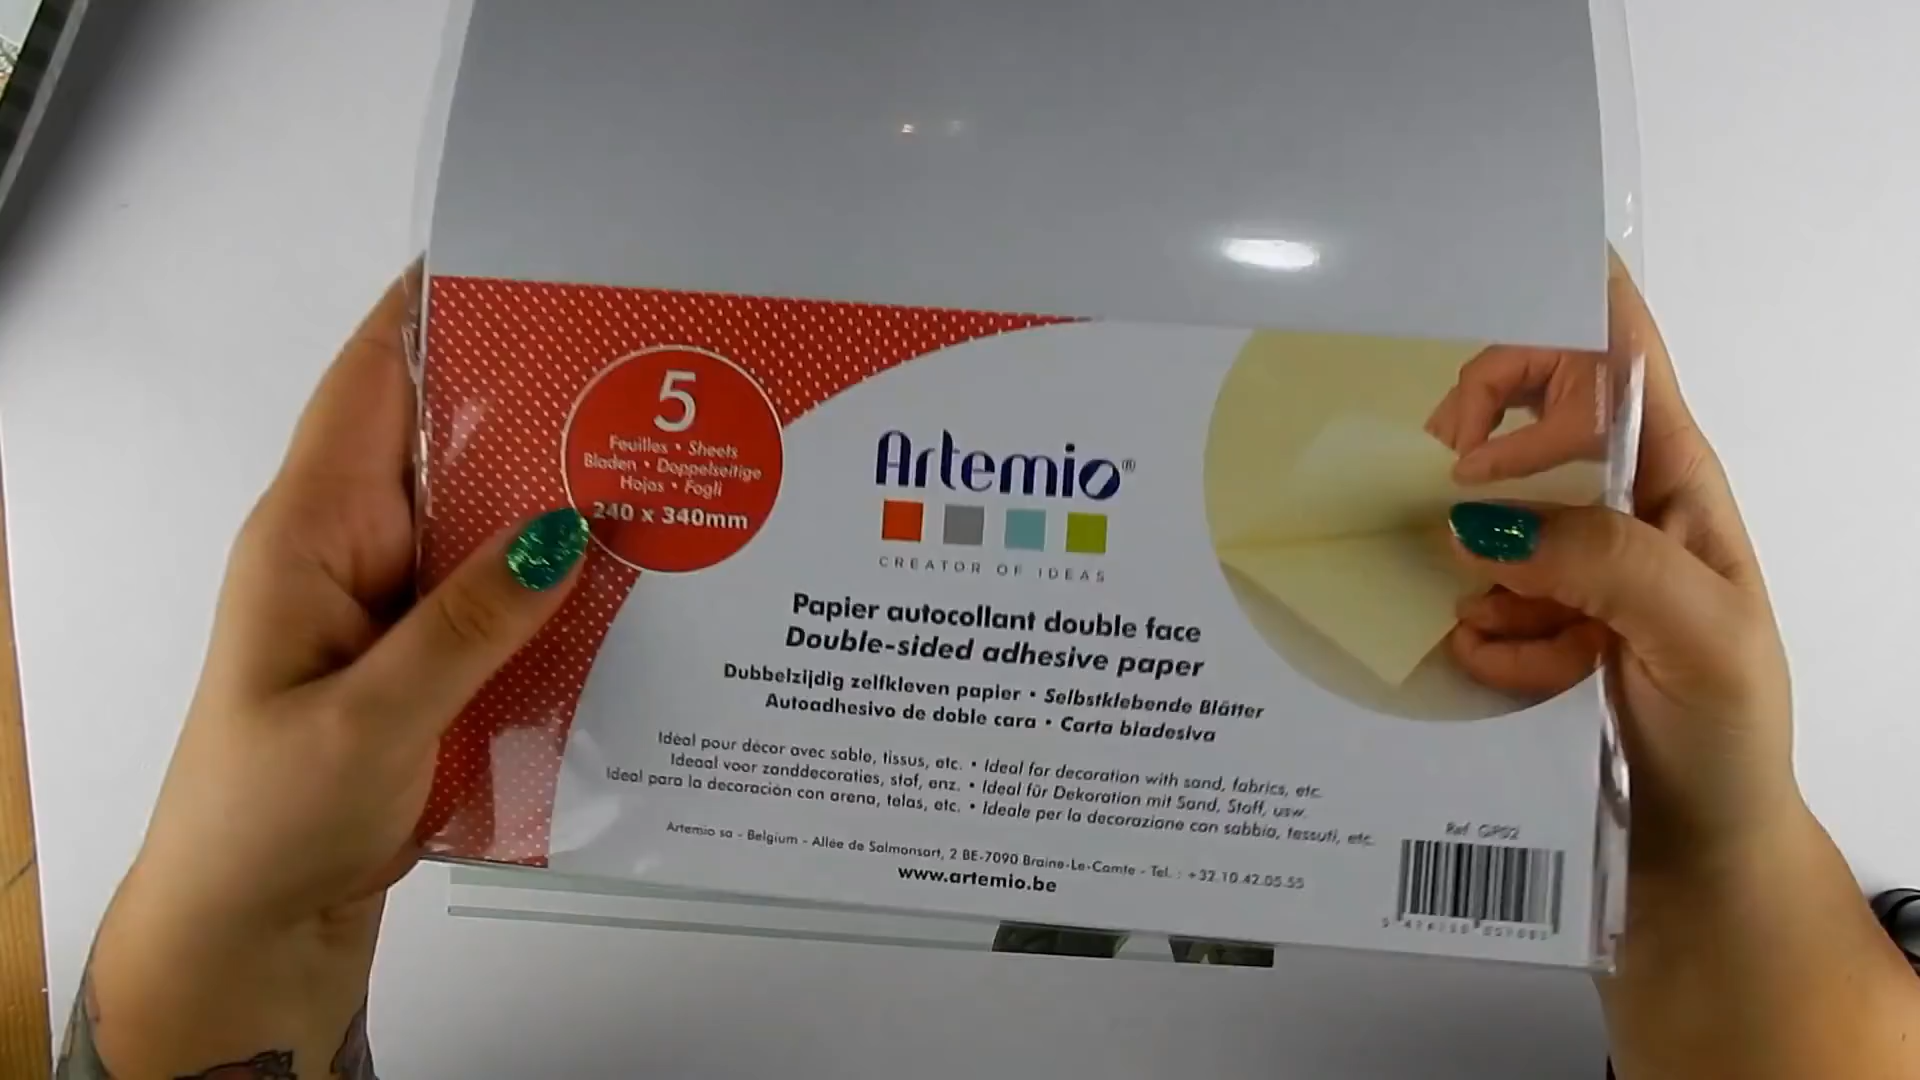 5
Feuilles • Sheets
Bladen • Doppelseitige
Hojas • Fogli
240 x 340mm
Artemio®
CREATOR OF IDEAS
Papier autocollant double face
Double-sided adhesive paper
Dubbelzijdig zelfkleven papier • Selbstklebende Blätter
Autoadhesivo de doble cara • Carta biadesiva
Idéal pour décor avec sable, tissus, etc. • Ideal for decoration with sand, fabrics, etc.
Ideaal voor zanddecoraties, stof, enz. • Ideal für Dekoration mit Sand, Stoff, usw.
Ideal para la decoración con arena, telas, etc. • Ideale per la decorazione con sabbia, tessuti, etc.
Artemio sa - Belgium - Allée de Salmonsart, 2 BE-7090 Braine-Le-Comte - Tel. : +32.10.42.05.55
www.artemio.be
Ref. GP02